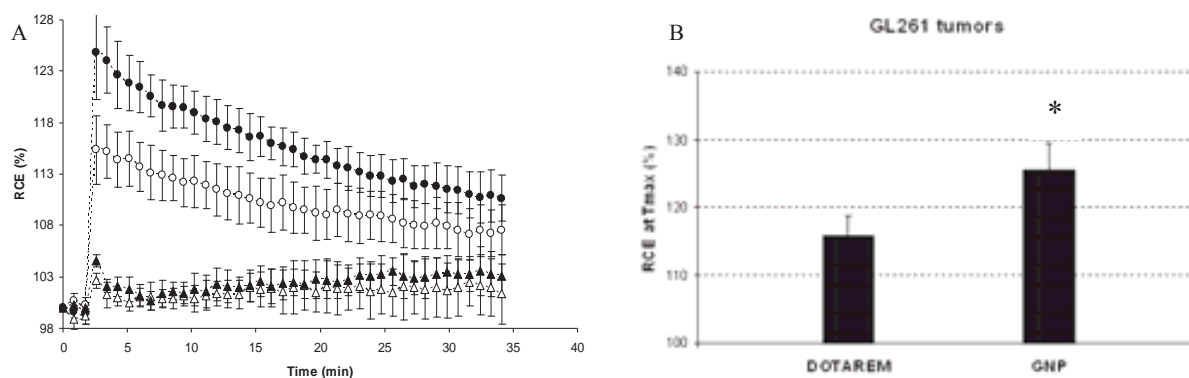 A
128
123
118
113
108
103
98
RCE (%)
0 5 10 15 20 25 30 35 40
Time (min)
B
GL261 tumors
140
130
120
110
100
RCE at Tmax (%)
*
DOTAREM GNP